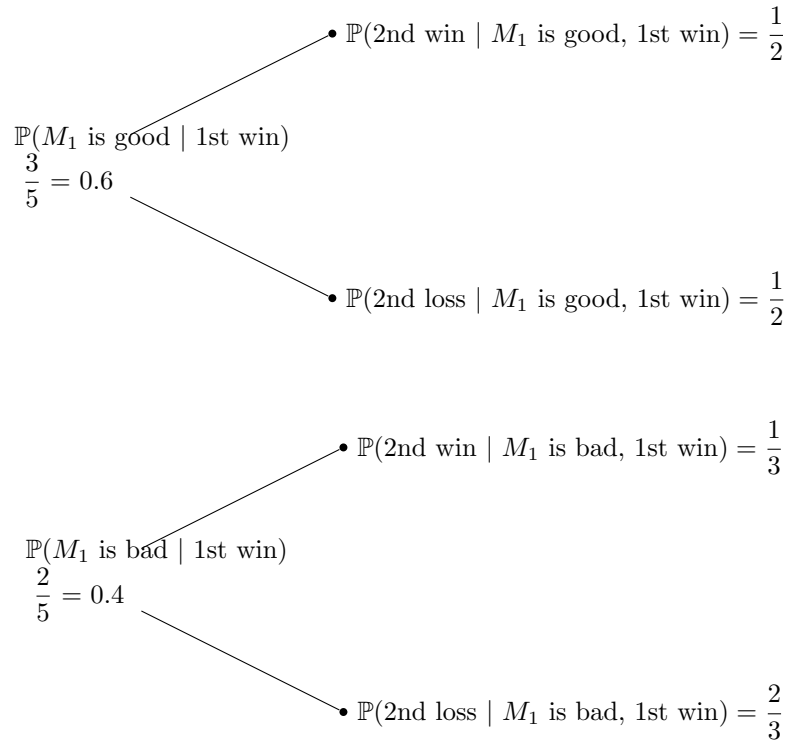 ℙ(2nd win | M₁ is good, 1st win) = 1/2
ℙ(M₁ is good | 1st win)
3/5 = 0.6
ℙ(2nd loss | M₁ is good, 1st win) = 1/2
ℙ(2nd win | M₁ is bad, 1st win) = 1/3
ℙ(M₁ is bad | 1st win)
2/5 = 0.4
ℙ(2nd loss | M₁ is bad, 1st win) = 2/3